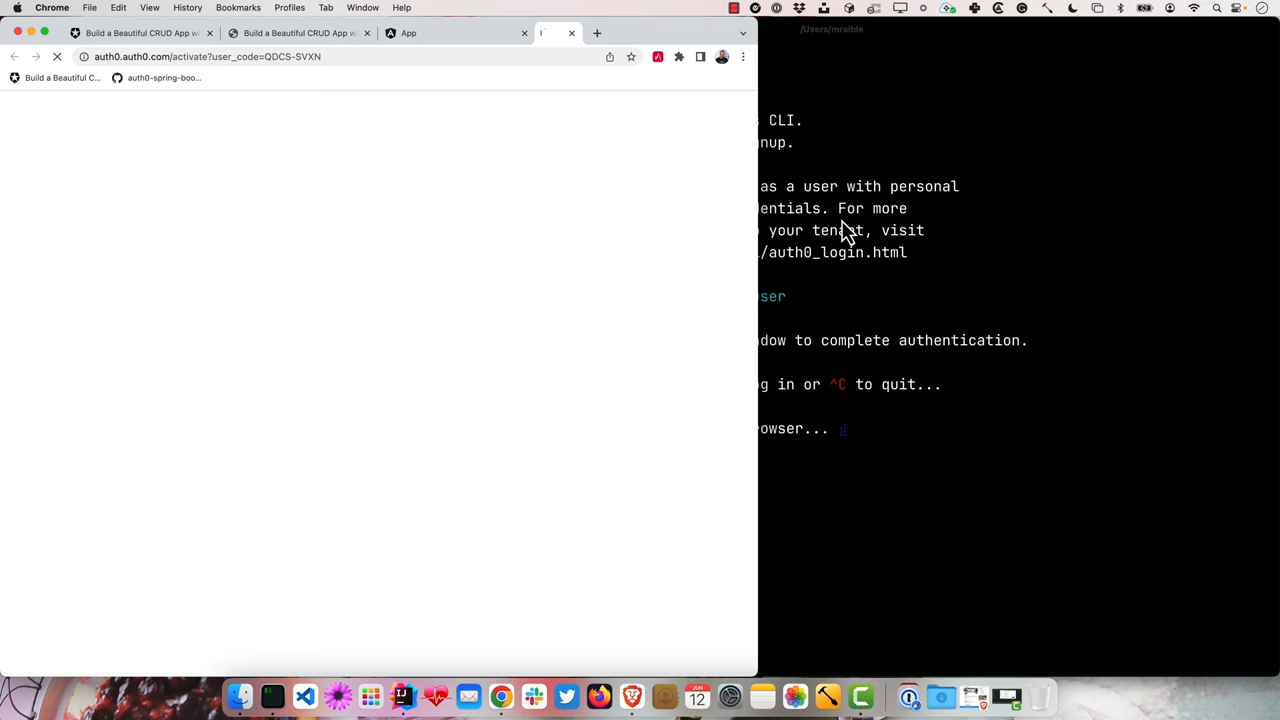 Chrome File Edit View History Bookmarks Profiles Tab Window Help
Build a Beautiful CRUD App w
Build a Beautiful CRUD App w
App
/Users/mraible
auth0.auth0.com/activate?user_code=QDCS-SVXN
Build a Beautiful C...
auth0-spring-boo...
CLI.
nup.
as a user with personal
entials. For more
your tenant, visit
/auth0_login.html
ser
dow to complete authentication.
g in or ^C to quit...
owser...
JUN
12